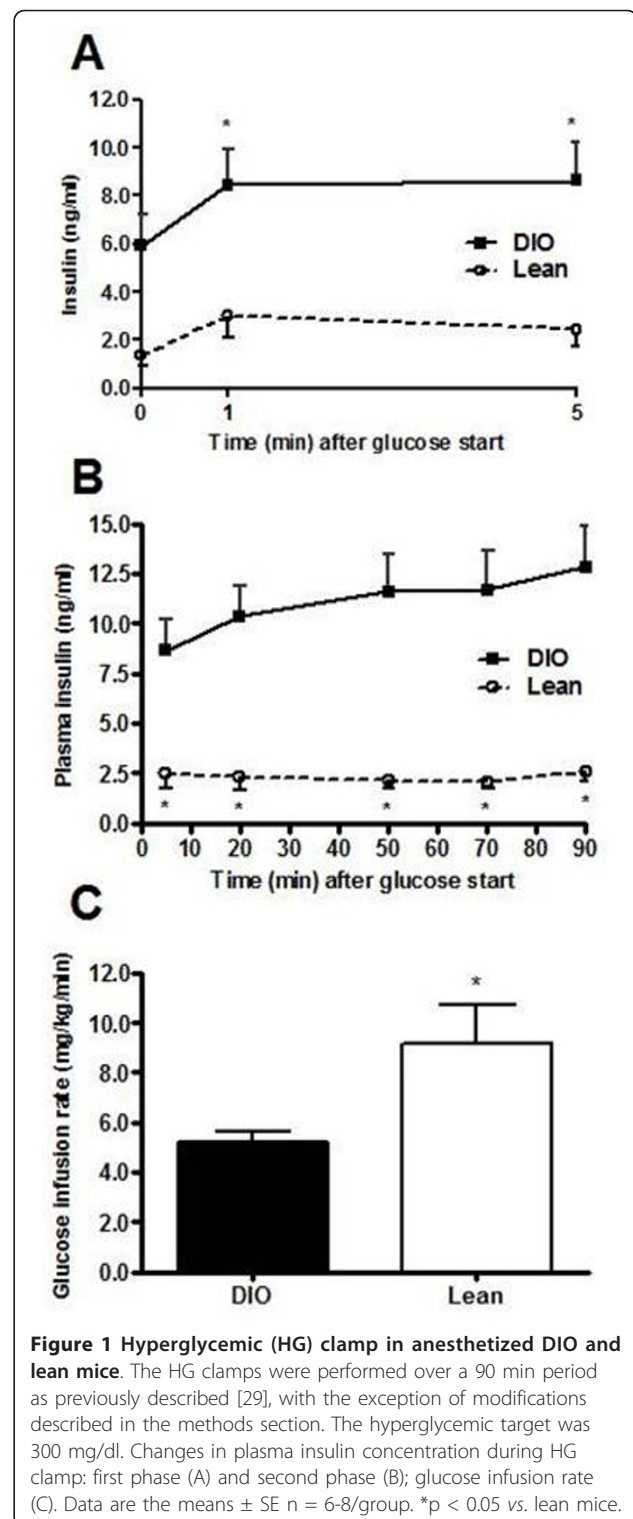 A
12.0
10.0
8.0
6.0
4.0
2.0
0.0
Insulin (ng/ml)
*
*
DIO
Lean
0
1
5
Time (min) after glucose start
B
15.0
12.5
10.0
7.5
5.0
2.5
0.0
Plasma insulin (ng/ml)
DIO
Lean
* * * * *
0 10 20 30 40 50 60 70 80 90
Time (min) after glucose start
C
12.0
10.0
8.0
6.0
4.0
2.0
0.0
Glucose infusion rate (mg/kg/min)
*
DIO
Lean
Figure 1 Hyperglycemic (HG) clamp in anesthetized DIO and
lean mice. The HG clamps were performed over a 90 min period
as previously described [29], with the exception of modifications
described in the methods section. The hyperglycemic target was
300 mg/dl. Changes in plasma insulin concentration during HG
clamp: first phase (A) and second phase (B); glucose infusion rate
(C). Data are the means ± SE n = 6-8/group. *p < 0.05 vs. lean mice.